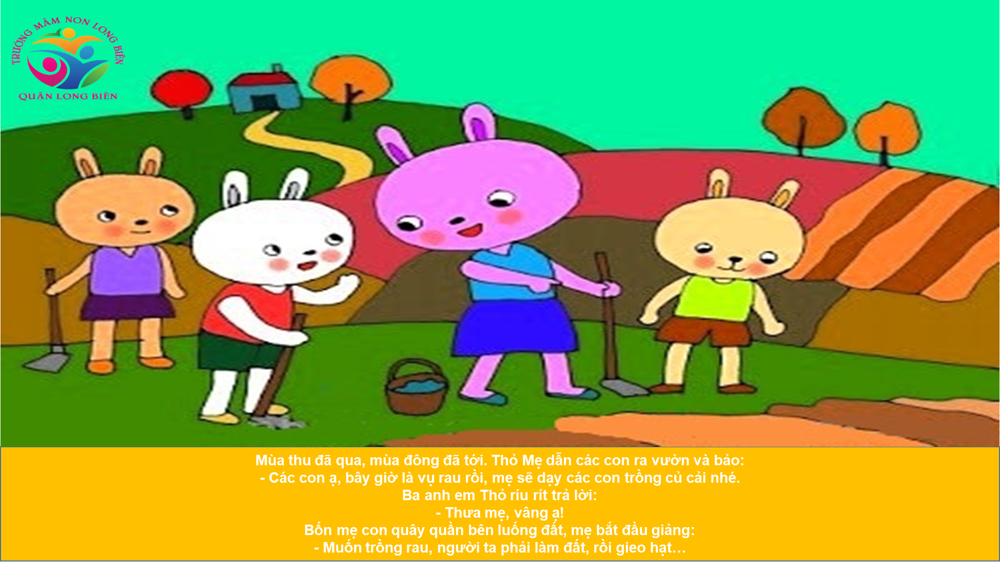 TRƯỜNG MẦM NON LONG BIÊN
QUẬN LONG BIÊN
Mùa thu đã qua, mùa đông đã tới. Thỏ Mẹ dẫn các con ra vườn và bảo:
- Các con ạ, bây giờ là vụ rau rồi, mẹ sẽ dạy các con trồng củ cải nhé.
Ba anh em Thỏ ríu rít trả lời:
- Thưa mẹ, vâng ạ!
Bốn mẹ con quây quần bên luống đất, mẹ bắt đầu giảng:
- Muốn trồng rau, người ta phải làm đất, rồi gieo hạt...